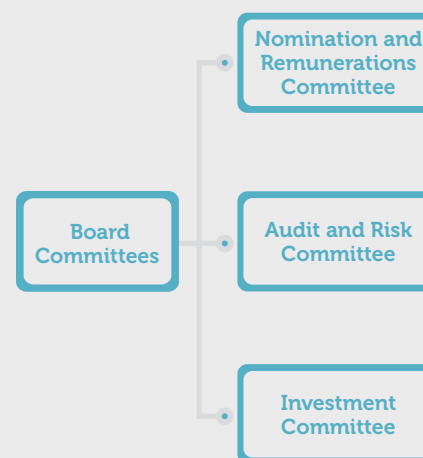 Nomination and
Remunerations
Committee
Board
Committees
Audit and Risk
Committee
Investment
Committee